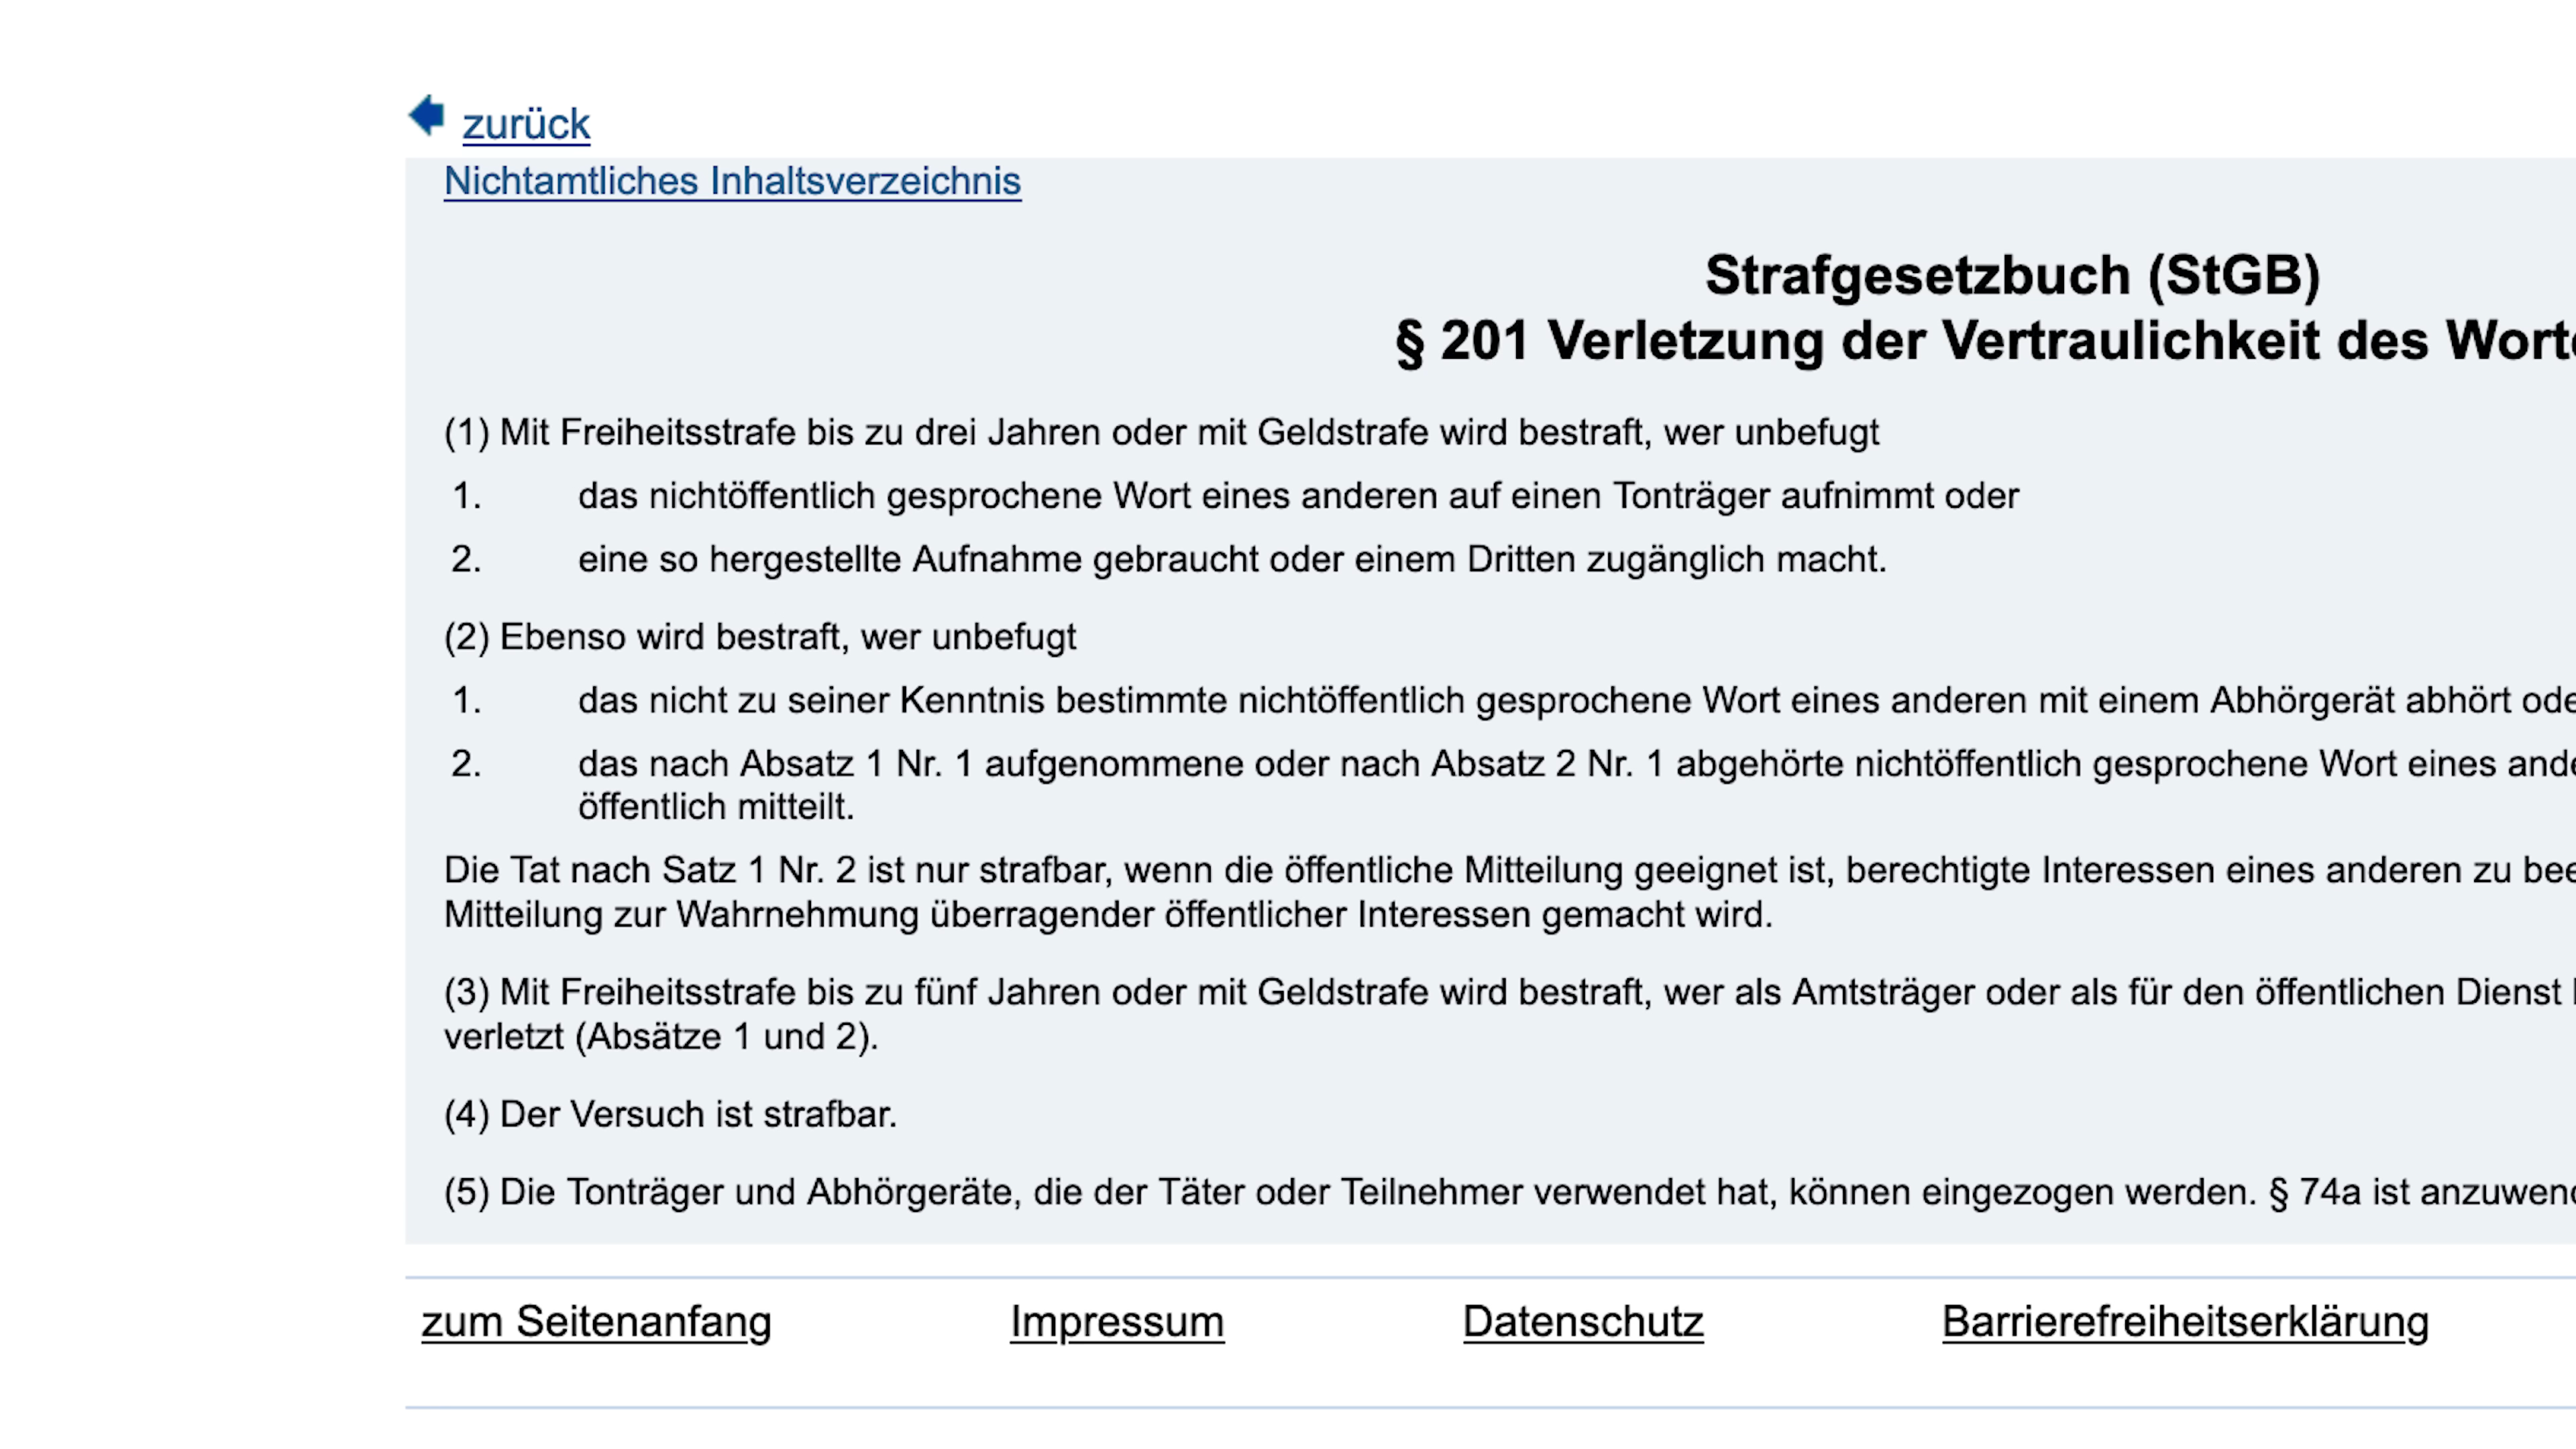 zurück
Nichtamtliches Inhaltsverzeichnis
Strafgesetzbuch (StGB)
§ 201 Verletzung der Vertraulichkeit des
(1) Mit Freiheitsstrafe bis zu drei Jahren oder mit Geldstrafe wird bestraft, wer unbefugt
1. das nichtöffentlich gesprochene Wort eines anderen auf einen Tonträger aufnimmt oder
2. eine so hergestellte Aufnahme gebraucht oder einem Dritten zugänglich macht.
(2) Ebenso wird bestraft, wer unbefugt
1. das nicht zu seiner Kenntnis bestimmte nichtöffentlich gesprochene Wort eines anderen mit einem Abhörgerät abhört
2. das nach Absatz 1 Nr. 1 aufgenommene oder nach Absatz 2 Nr. 1 abgehörte nichtöffentlich gesprochene Wort eines
öffentlich mitteilt.
Die Tat nach Satz 1 Nr. 2 ist nur strafbar, wenn die öffentliche Mitteilung geeignet ist, berechtigte Interessen eines anderen zu
Mitteilung zur Wahrnehmung überragender öffentlicher Interessen gemacht wird.
(3) Mit Freiheitsstrafe bis zu fünf Jahren oder mit Geldstrafe wird bestraft, wer als Amtsträger oder als für den öffentlichen Dienst
verletzt (Absätze 1 und 2).
(4) Der Versuch ist strafbar.
(5) Die Tonträger und Abhörgeräte, die der Täter oder Teilnehmer verwendet hat, können eingezogen werden. § 74a ist
zum Seitenanfang
Impressum
Datenschutz
Barrierefreiheitserklärung